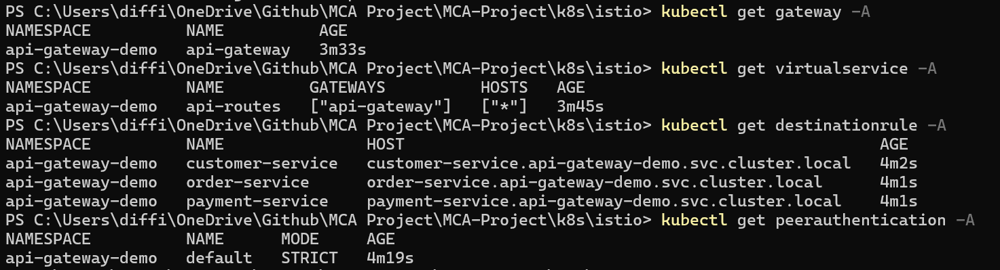 PS C:\Users\diffi\OneDrive\Github\MCA Project\MCA-Project\k8s\istio> kubectl get gateway -A
NAMESPACE          NAME          AGE
api-gateway-demo   api-gateway   3m33s
PS C:\Users\diffi\OneDrive\Github\MCA Project\MCA-Project\k8s\istio> kubectl get virtualservice -A
NAMESPACE          NAME         GATEWAYS          HOSTS   AGE
api-gateway-demo   api-routes   ["api-gateway"]   ["*"]   3m45s
PS C:\Users\diffi\OneDrive\Github\MCA Project\MCA-Project\k8s\istio> kubectl get destinationrule -A
NAMESPACE          NAME               HOST                                                  AGE
api-gateway-demo   customer-service   customer-service.api-gateway-demo.svc.cluster.local   4m2s
api-gateway-demo   order-service      order-service.api-gateway-demo.svc.cluster.local      4m1s
api-gateway-demo   payment-service    payment-service.api-gateway-demo.svc.cluster.local    4m1s
PS C:\Users\diffi\OneDrive\Github\MCA Project\MCA-Project\k8s\istio> kubectl get peerauthentication -A
NAMESPACE          NAME      MODE     AGE
api-gateway-demo   default   STRICT   4m19s